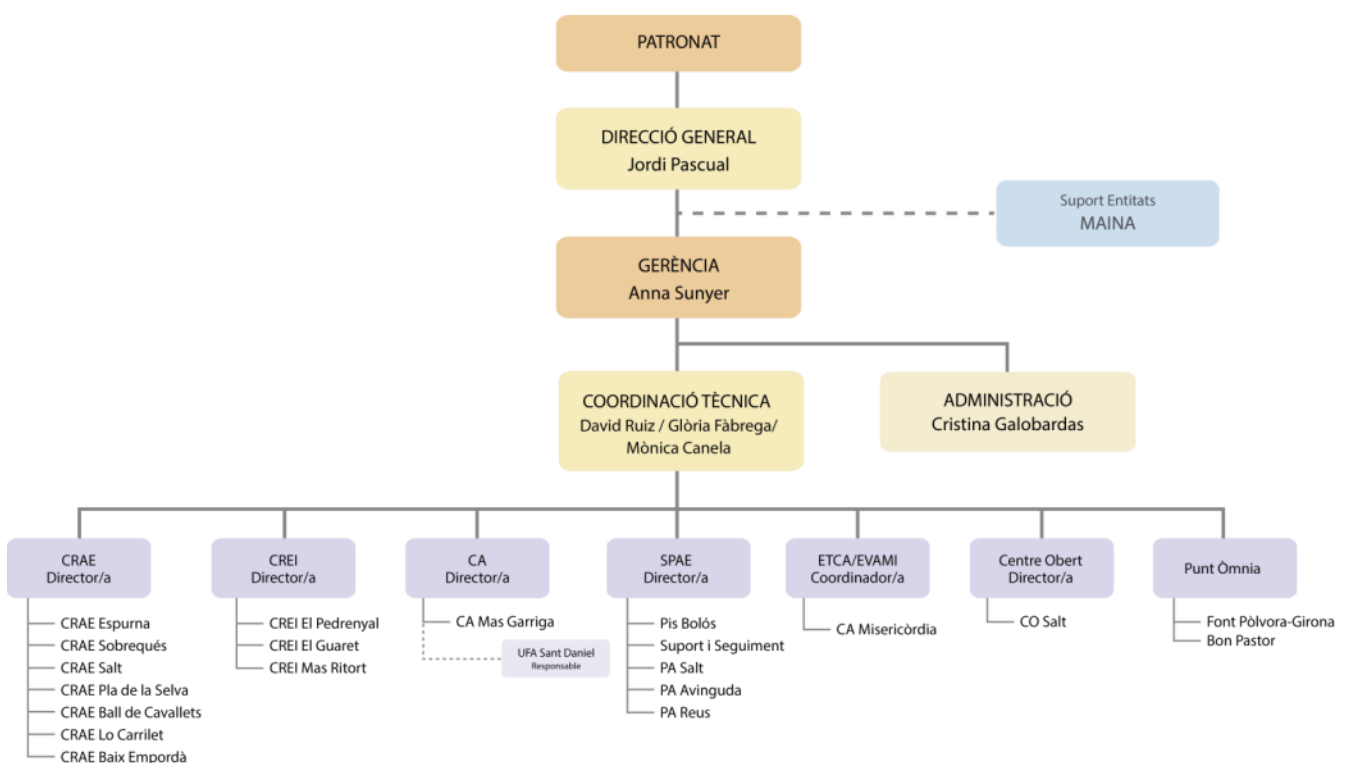 PATRONAT
DIRECCIÓ GENERAL
Jordi Pascual
Suport Entitats
MAINA
GERÈNCIA
Anna Sunyer
COORDINACIÓ TÈCNICA
David Ruiz / Glòria Fàbrega/
Mònica Canela
ADMINISTRACIÓ
Cristina Galobardas
CRAE
Director/a
CRAE Espurna
CRAE Sobrequés
CRAE Salt
CRAE Pla de la Selva
CRAE Ball de Cavallets
CRAE Lo Carrilet
CRAE Baix Empordà
CREI
Director/a
CREI El Pedrenyal
CREI El Guaret
CREI Mas Ritort
CA
Director/a
CA Mas Garriga
UFA Sant Daniel
Responsable
SPAE
Director/a
Pis Bolós
Suport i Seguiment
PA Salt
PA Avinguda
PA Reus
ETCA/EVAMI
Coordinador/a
CA Misericòrdia
Centre Obert
Director/a
CO Salt
Punt Òmnia
Font Pòlvora-Girona
Bon Pastor